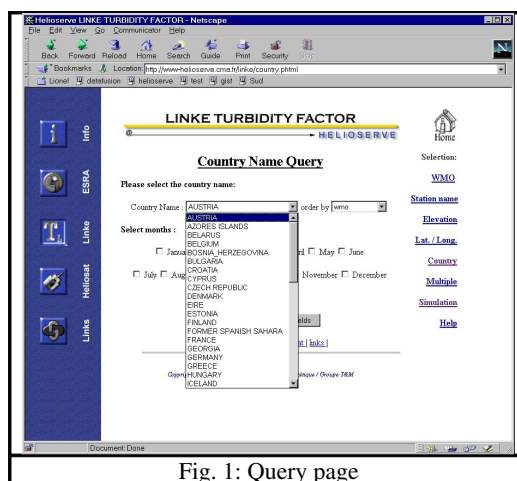 Helioserve LINKE TURBIDITY FACTOR - Netscape
File Edit View Go Communicator Help
Back Forward Reload Home Search Guide Print Security Stop
Bookmarks Location: http://www-helioserve.cma.fr/linke/country.phtml
Lionel datafusion helioserve test gist Sud
Info
ESRA
Linke
Heliosat
Links
LINKE TURBIDITY FACTOR
@ HELIOSERVE
Country Name Query
Please select the country name:
Country Name : AUSTRIA order by wmo
Select months :
AUSTRIA
AZORES ISLANDS
BELARUS
BELGIUM
BOSNIA_HERZEGOVINA
BULGARIA
CROATIA
CYPRUS
CZECH REPUBLIC
DENMARK
EIRE
ESTONIA
FINLAND
FORMER SPANISH SAHARA
FRANCE
GEORGIA
GERMANY
GREECE
HUNGARY
ICELAND
May June
July November December
links |
Groupe T&M
Home
Selection:
WMO
Station name
Elevation
Lat. / Long.
Country
Multiple
Simulation
Help
Document: Done
Fig. 1: Query page